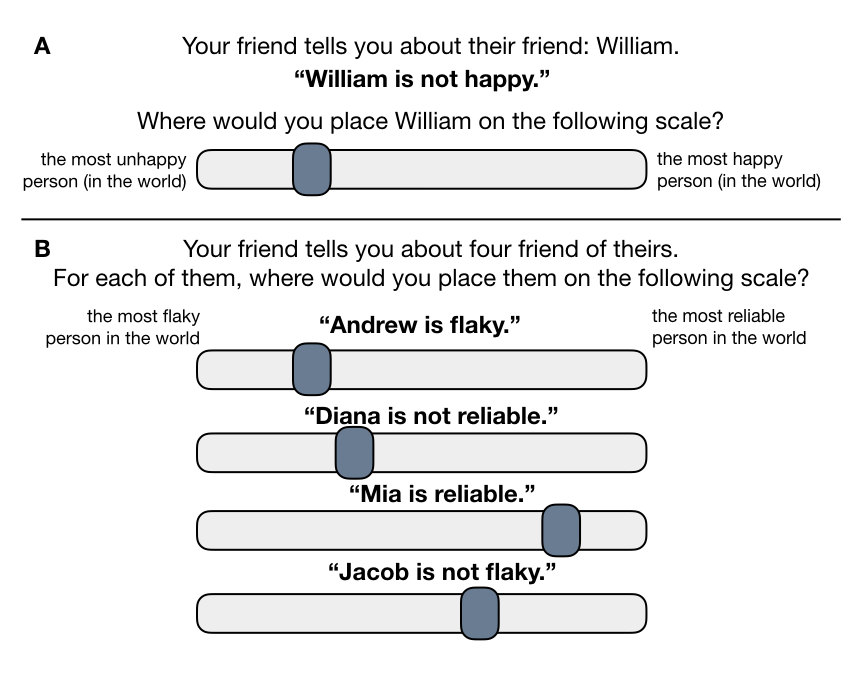 A
Your friend tells you about their friend: William.
“William is not happy.”
Where would you place William on the following scale?
the most unhappy
person (in the world)
the most happy
person (in the world)
B
Your friend tells you about four friend of theirs.
For each of them, where would you place them on the following scale?
the most flaky
person in the world
the most reliable
person in the world
“Andrew is flaky.”
“Diana is not reliable.”
“Mia is reliable.”
“Jacob is not flaky.”